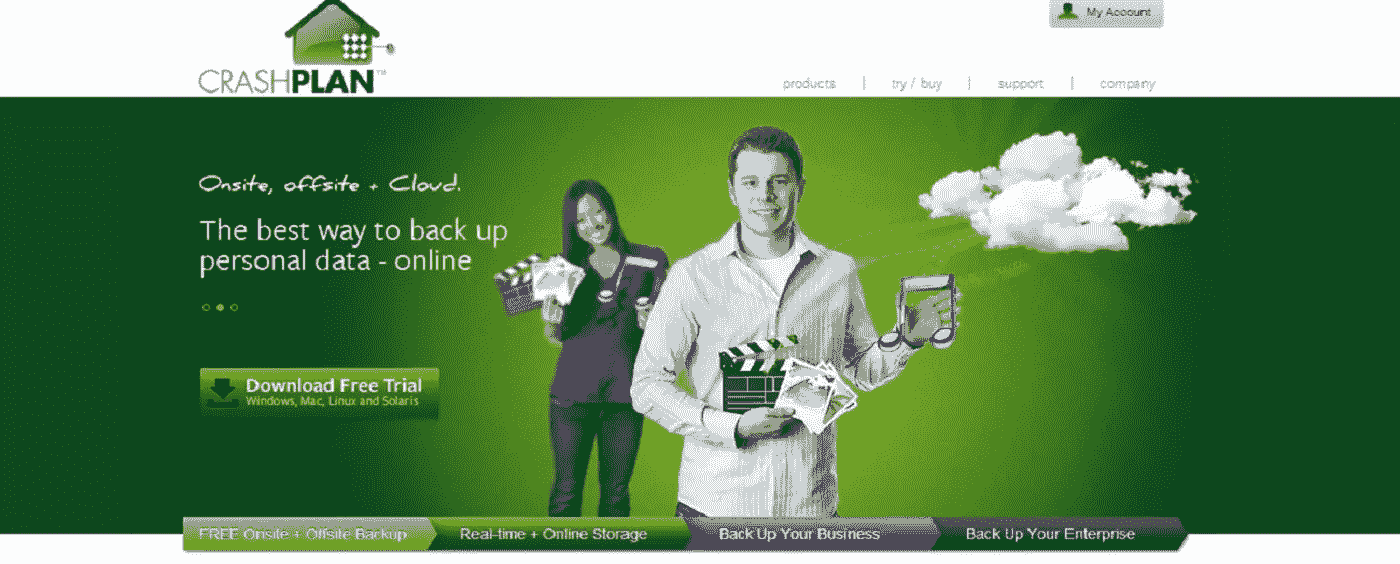 My Account
CRASHPLAN™
products | try / buy | support | company
Onsite, offsite + Cloud.
The best way to back up
personal data - online
Download Free Trial
Windows, Mac, Linux and Solaris
FREE Onsite + Offsite Backup
Real-time + Online Storage
Back Up Your Business
Back Up Your Enterprise